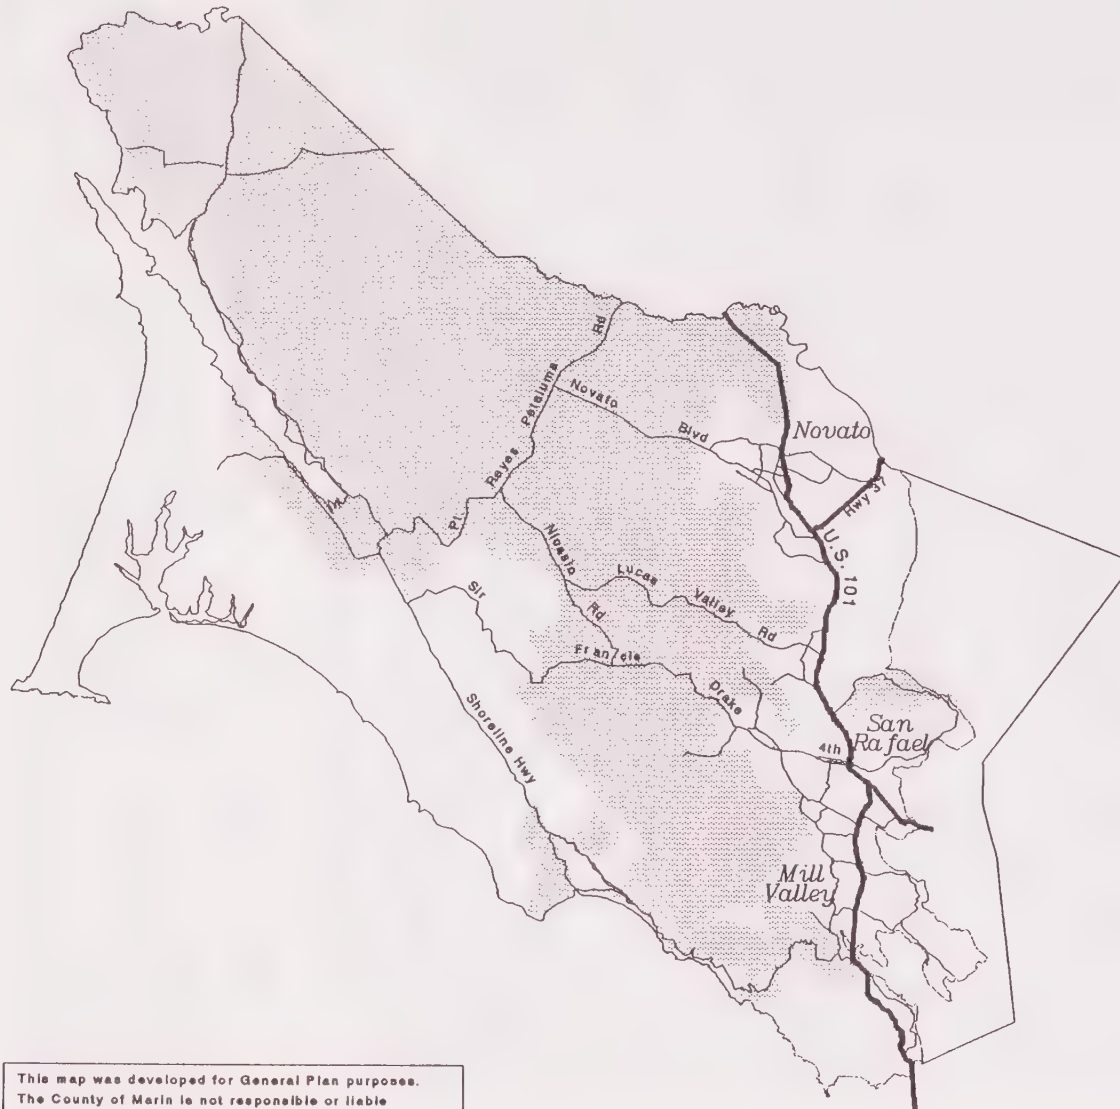 Rd
Petaluma
Reyes
Pt.
Novato
Blvd
Novato
Hwy 37
U.S. 101
Nicasio
Rd
Lucas
Valley
Rd
Sir
Francis
Drake
4th
San
Rafael
Shoreline Hwy
Mill
Valley
This map was developed for General Plan purposes.
The County of Marin is not responsible or liable